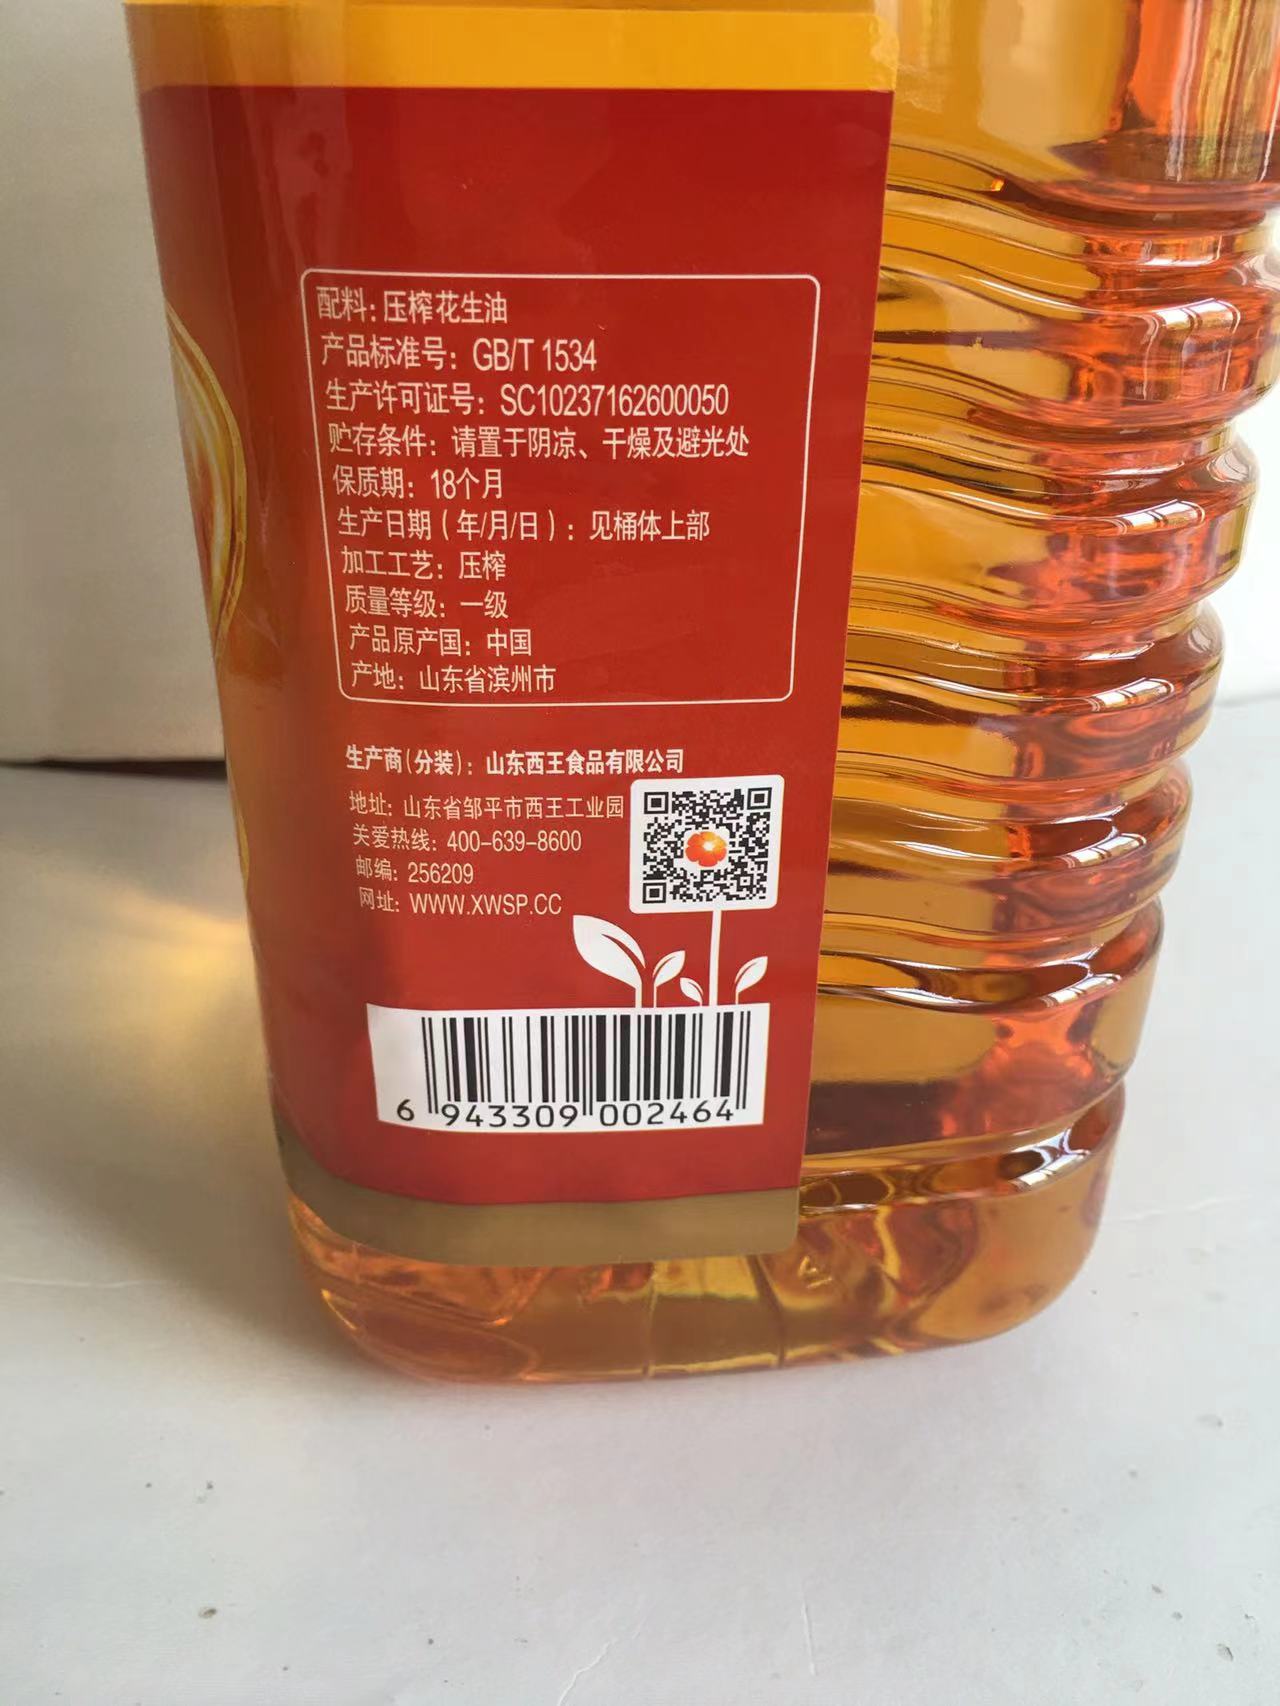 配料：压榨花生油
产品标准号：GB/T 1534
生产许可证号：SC10237162600050
贮存条件：请置于阴凉、干燥及避光处
保质期：18个月
生产日期（年/月/日）：见桶体上部
加工工艺：压榨
质量等级：一级
产品原产国：中国
产地：山东省滨州市
生产商(分装)：山东西王食品有限公司
地址：山东省邹平市西王工业园
关爱热线：400-639-8600
邮编：256209
网址：WWW.XWSP.CC
6 943309 002464